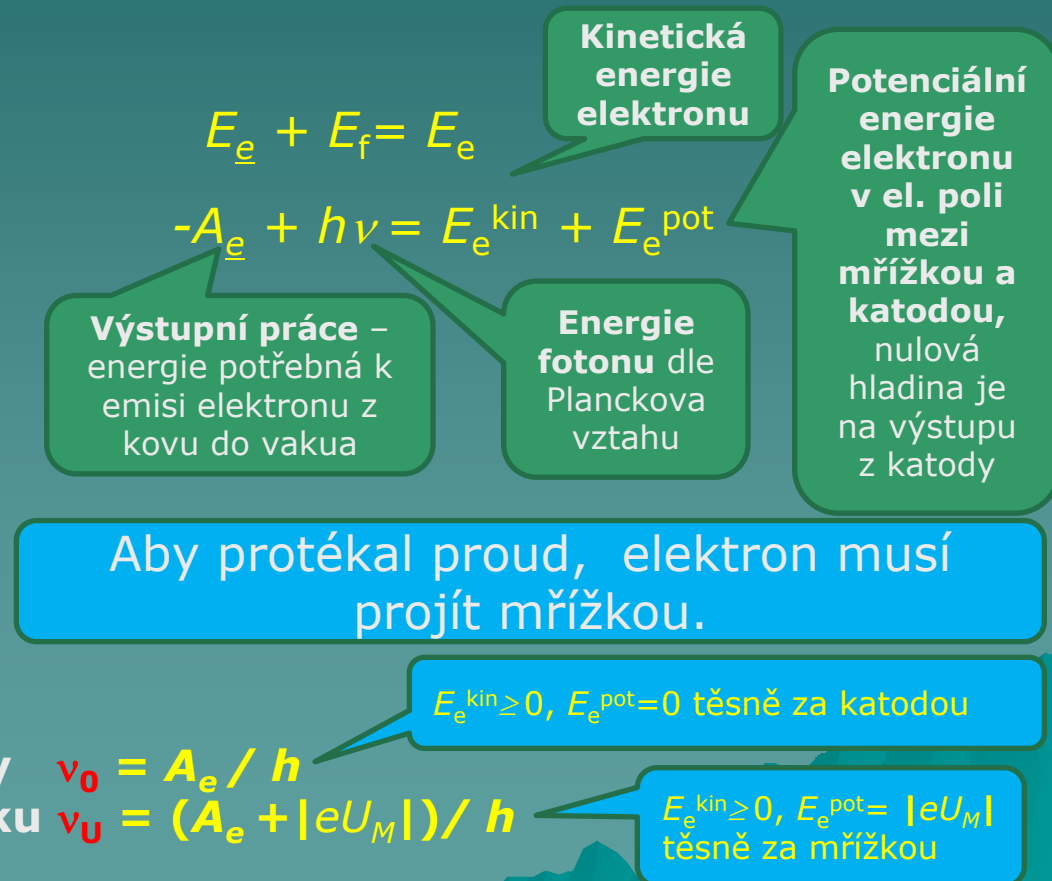 Kinetická
energie
elektronu
Potenciální
energie
elektronu
v el. poli
mezi
mřížkou a
katodou,
nulová
hladina je
na výstupu
z katody
E_e + E_f = E_e
-A_e + hν = E_e^kin + E_e^pot
Výstupní práce –
energie potřebná k
emisi elektronu z
kovu do vakua
Energie
fotonu dle
Planckova
vztahu
Aby protékal proud, elektron musí
projít mřížkou.
E_e^kin≥0, E_e^pot=0 těsně za katodou
ν_0 = A_e / h
ku ν_U = (A_e +|eU_M|)/ h
E_e^kin≥0, E_e^pot= |eU_M|
těsně za mřížkou